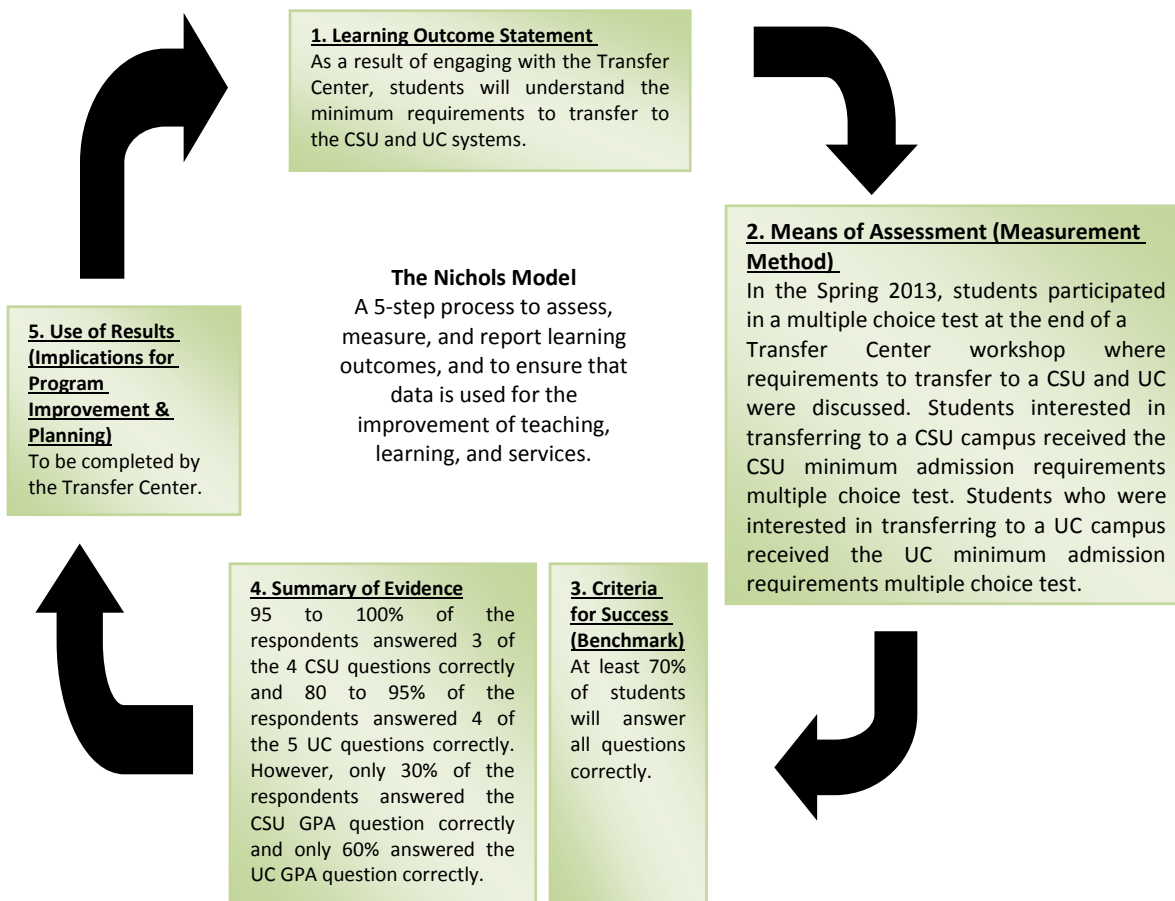 1. Learning Outcome Statement
As a result of engaging with the Transfer
Center, students will understand the
minimum requirements to transfer to
the CSU and UC systems.
2. Means of Assessment (Measurement
Method)
In the Spring 2013, students participated
in a multiple choice test at the end of a
Transfer Center workshop where
requirements to transfer to a CSU and UC
were discussed. Students interested in
transferring to a CSU campus received the
CSU minimum admission requirements
multiple choice test. Students who were
interested in transferring to a UC campus
received the UC minimum admission
requirements multiple choice test.
The Nichols Model
A 5-step process to assess,
measure, and report learning
outcomes, and to ensure that
data is used for the
improvement of teaching,
learning, and services.
3. Criteria
for Success
(Benchmark)
At least 70%
of students
will answer
all questions
correctly.
4. Summary of Evidence
95 to 100% of the
respondents answered 3 of
the 4 CSU questions correctly
and 80 to 95% of the
respondents answered 4 of
the 5 UC questions correctly.
However, only 30% of the
respondents answered the
CSU GPA question correctly
and only 60% answered the
UC GPA question correctly.
5. Use of Results
(Implications for
Program
Improvement &
Planning)
To be completed by
the Transfer Center.